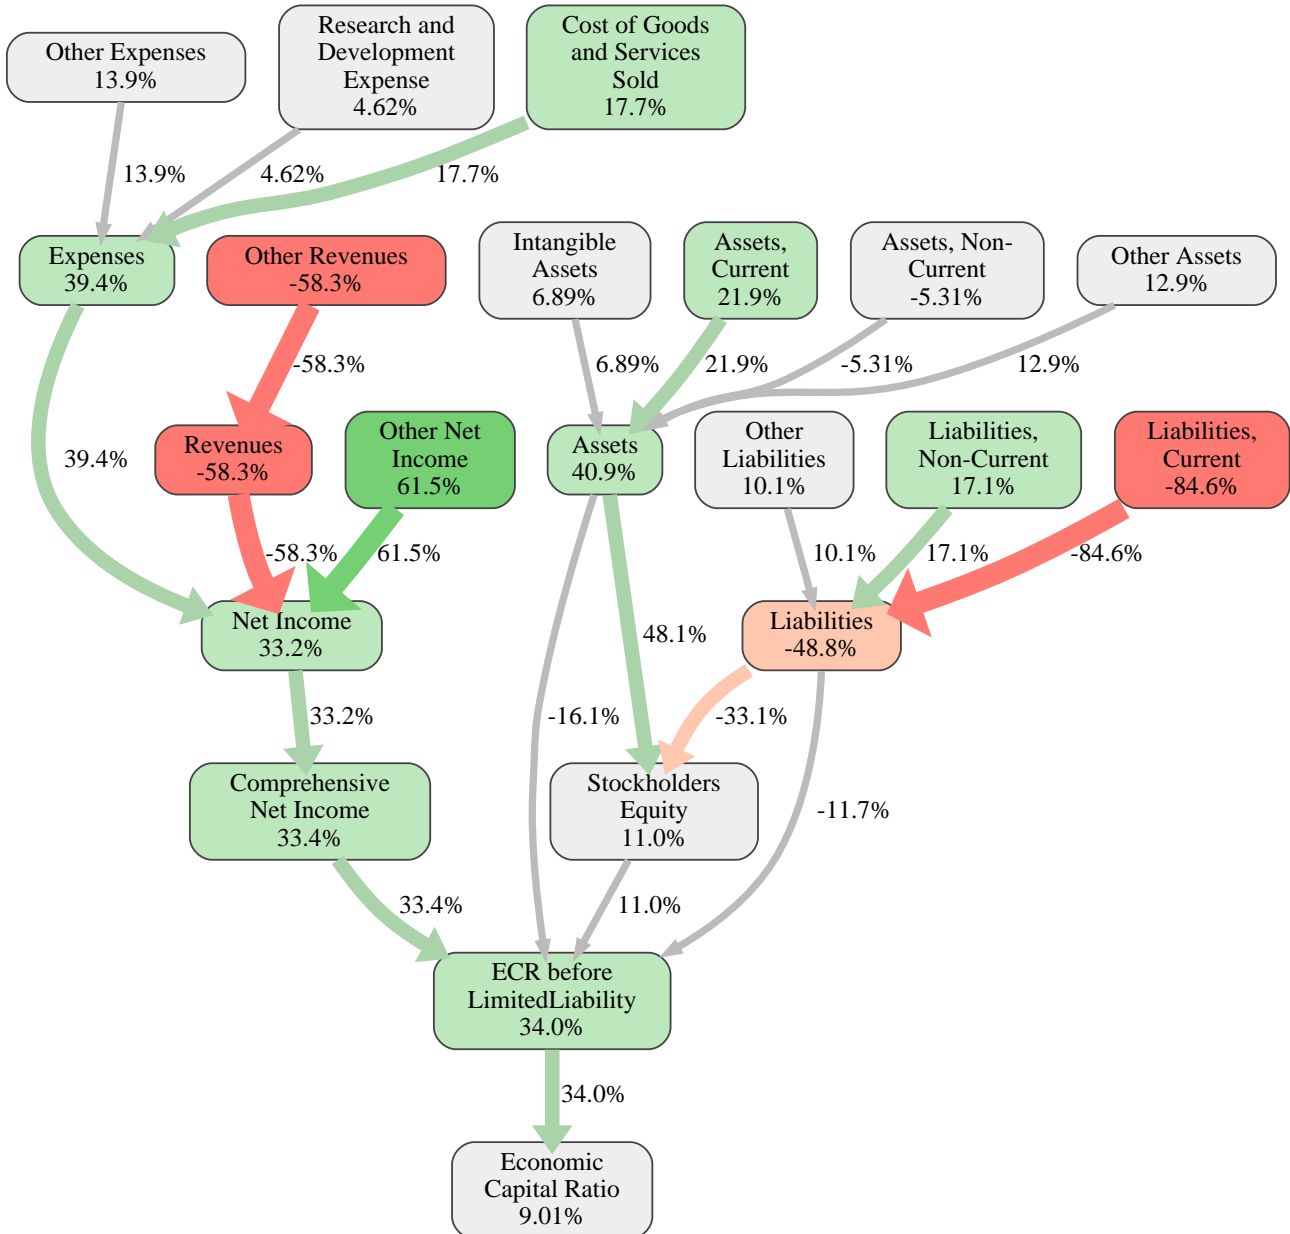 Other Expenses
13.9%
Research and
Development
Expense
4.62%
Cost of Goods
and Services
Sold
17.7%
13.9%
4.62%
17.7%
Expenses
39.4%
Other Revenues
-58.3%
Intangible
Assets
6.89%
Assets,
Current
21.9%
Assets, Non-
Current
-5.31%
Other Assets
12.9%
-58.3%
6.89%
21.9%
-5.31%
12.9%
39.4%
Revenues
-58.3%
Other Net
Income
61.5%
Assets
40.9%
Other
Liabilities
10.1%
Liabilities,
Non-Current
17.1%
Liabilities,
Current
-84.6%
-58.3%
61.5%
10.1%
17.1%
-84.6%
Net Income
33.2%
48.1%
Liabilities
-48.8%
33.2%
-16.1%
-33.1%
Comprehensive
Net Income
33.4%
Stockholders
Equity
11.0%
-11.7%
33.4%
11.0%
ECR before
LimitedLiability
34.0%
34.0%
Economic
Capital Ratio
9.01%